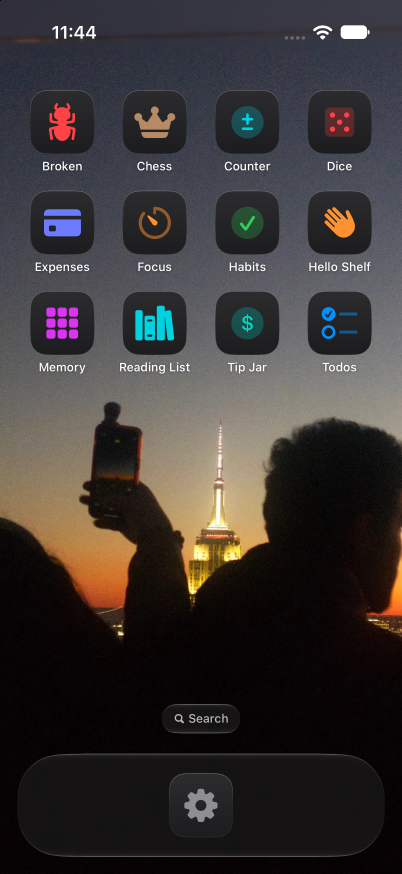 11:44
Broken
Chess
Counter
Dice
Expenses
Focus
Habits
Hello Shelf
Memory
Reading List
Tip Jar
Todos
Search